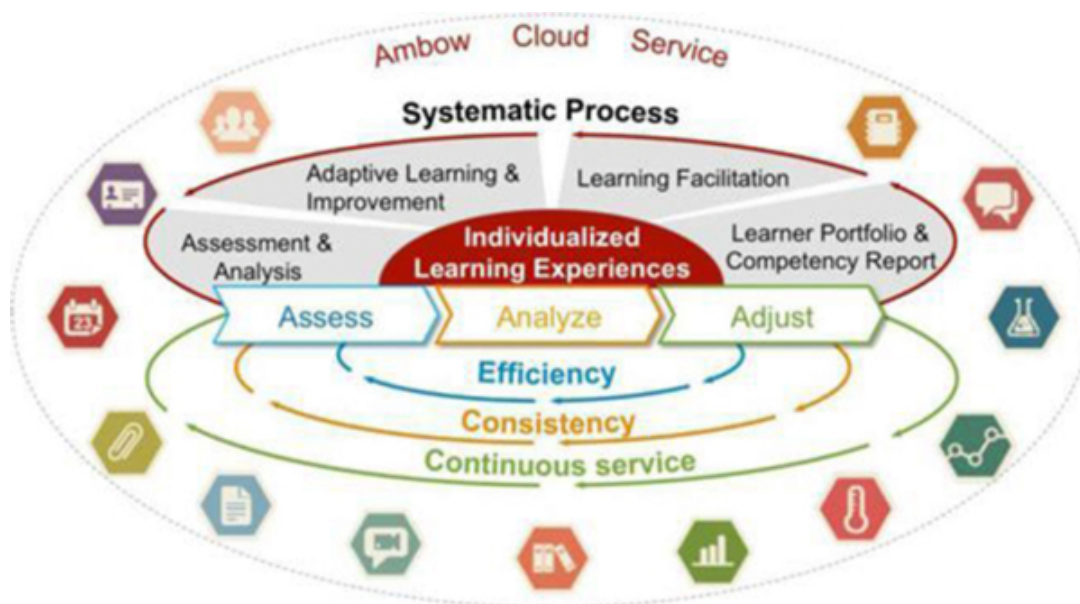 Ambow Cloud Service
Systematic Process
Adaptive Learning &
Improvement
Learning Facilitation
Assessment &
Analysis
Individualized
Learning Experiences
Learner Portfolio &
Competency Report
Assess
Analyze
Adjust
Efficiency
Consistency
Continuous service
23